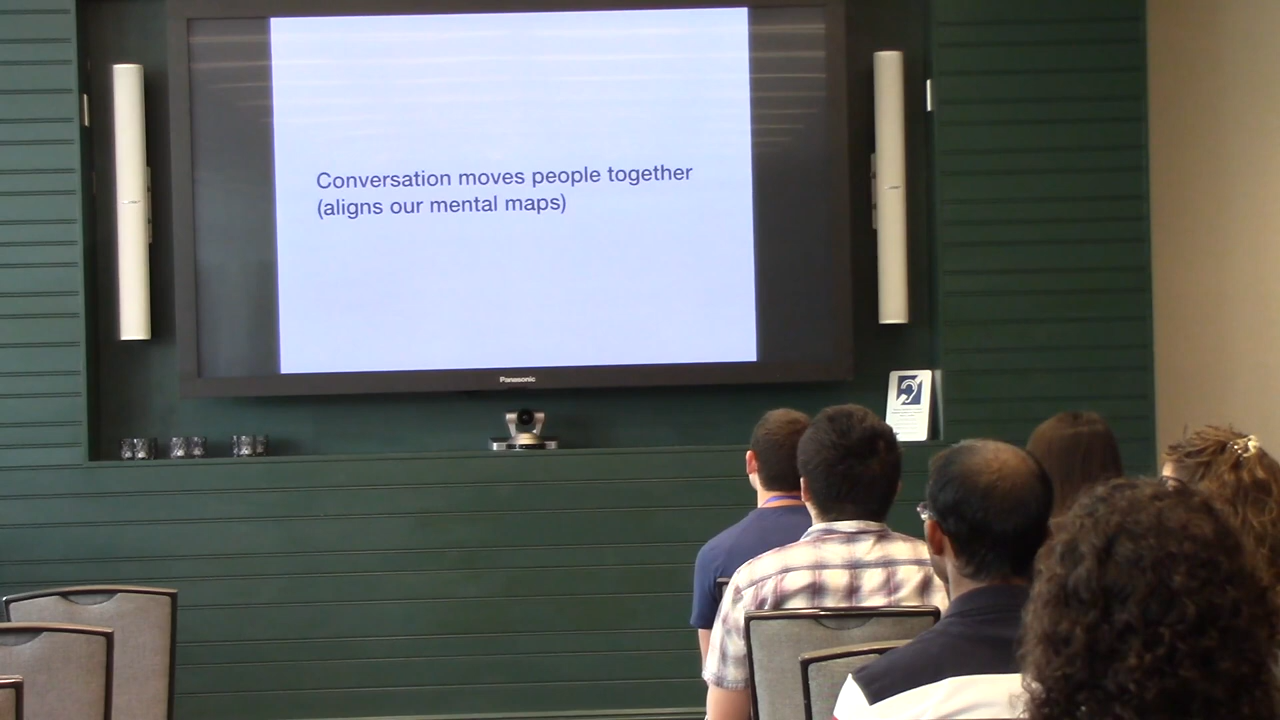 Conversation moves people together
(aligns our mental maps)
Panasonic